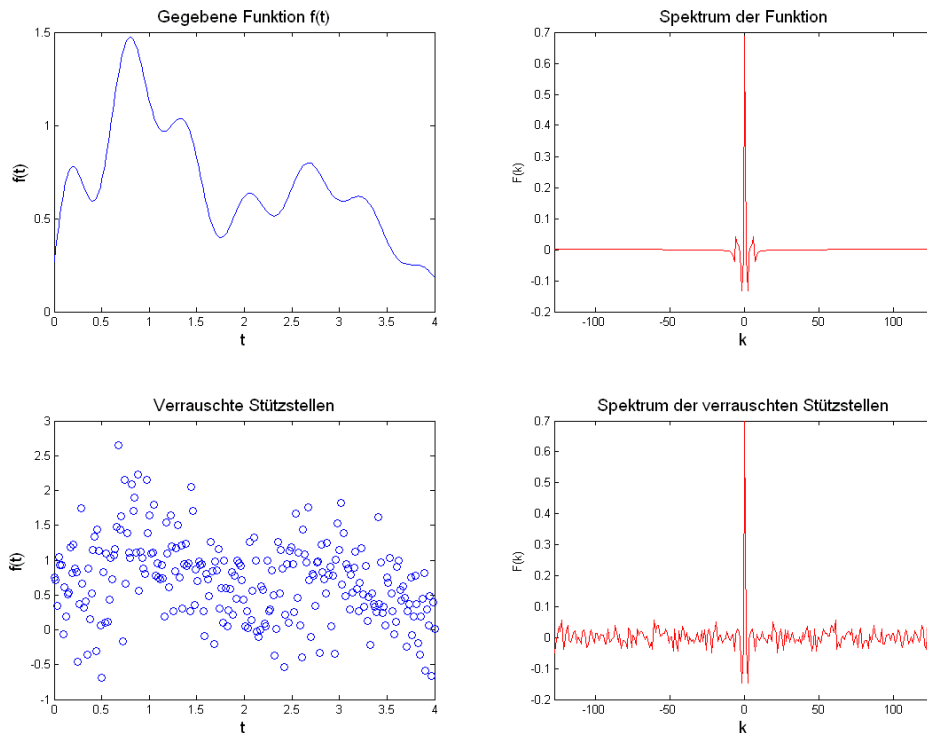 Gegebene Funktion f(t)
1.5
1
0.5
0
f(t)
0 0.5 1 1.5 2 2.5 3 3.5 4
t
Spektrum der Funktion
0.7
0.6
0.5
0.4
0.3
0.2
0.1
0
-0.1
-0.2
F(k)
-100 -50 0 50 100
k
Verrauschte Stützstellen
3
2.5
2
1.5
1
0.5
0
-0.5
-1
f(t)
0 0.5 1 1.5 2 2.5 3 3.5 4
t
Spektrum der verrauschten Stützstellen
0.7
0.6
0.5
0.4
0.3
0.2
0.1
0
-0.1
-0.2
F(k)
-100 -50 0 50 100
k